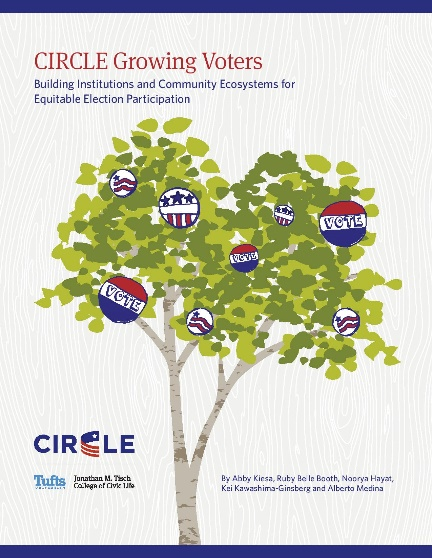 CIRCLE Growing Voters
Building Institutions and Community Ecosystems for
Equitable Election Participation
VOTE
VOTE
VOTE
CIRCLE
Tufts
UNIVERSITY
Jonathan M. Tisch
College of Civic Life
By Abby Kiesa, Ruby Belle Booth, Noorya Hayat,
Kei Kawashima-Ginsberg and Alberto Medina